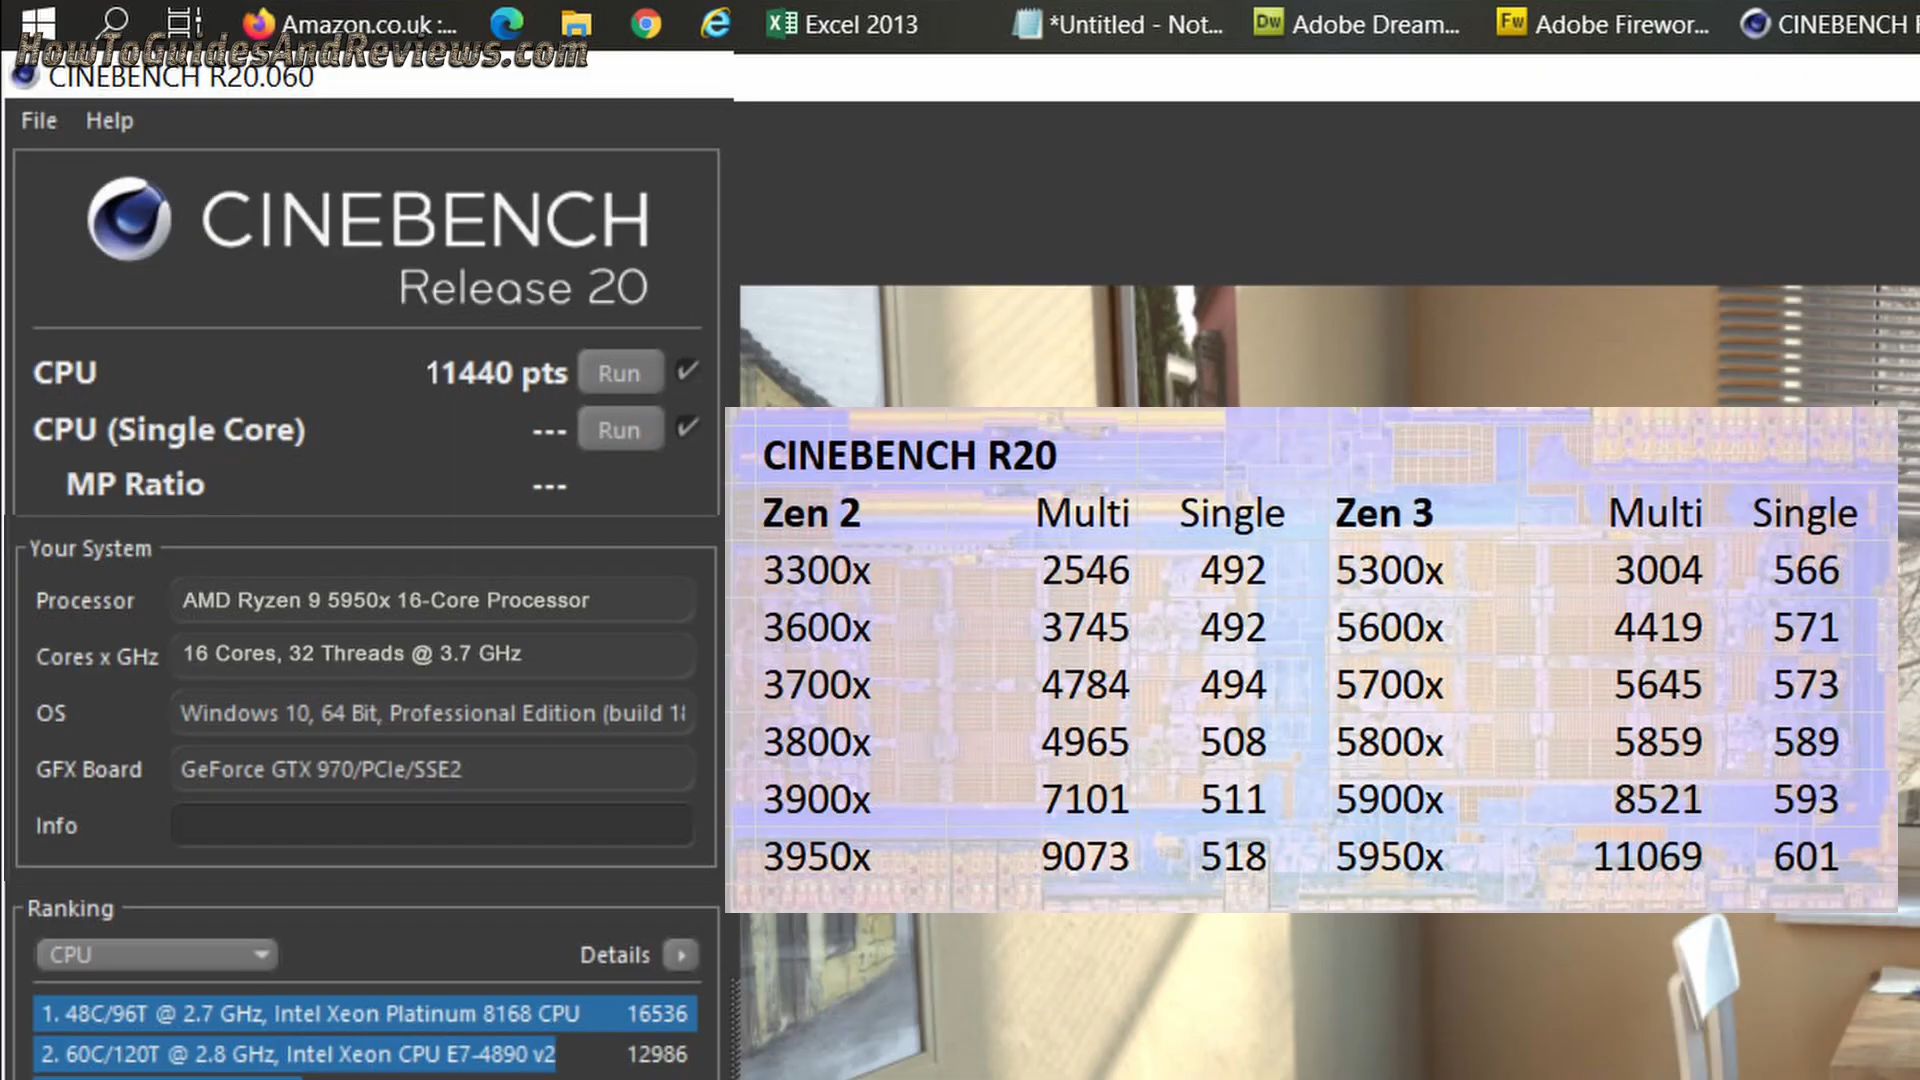 Amazon.co.uk :...
Excel 2013
*Untitled - Not...
Dw Adobe Dream...
Fw Adobe Firewor...
CINEBENCH R
HowToGuidesAndReviews.com
CINEBENCH R20.060
File Help
CINEBENCH
Release 20
CPU 11440 pts Run
CPU (Single Core) --- Run
MP Ratio ---
Your System
Processor AMD Ryzen 9 5950x 16-Core Processor
Cores x GHz 16 Cores, 32 Threads @ 3.7 GHz
OS Windows 10, 64 Bit, Professional Edition (build 18
GFX Board GeForce GTX 970/PCIe/SSE2
Info
Ranking
CPU Details
1. 48C/96T @ 2.7 GHz, Intel Xeon Platinum 8168 CPU 16536
2. 60C/120T @ 2.8 GHz, Intel Xeon CPU E7-4890 v2 12986
CINEBENCH R20
Zen 2 Multi Single Zen 3 Multi Single
3300x 2546 492 5300x 3004 566
3600x 3745 492 5600x 4419 571
3700x 4784 494 5700x 5645 573
3800x 4965 508 5800x 5859 589
3900x 7101 511 5900x 8521 593
3950x 9073 518 5950x 11069 601